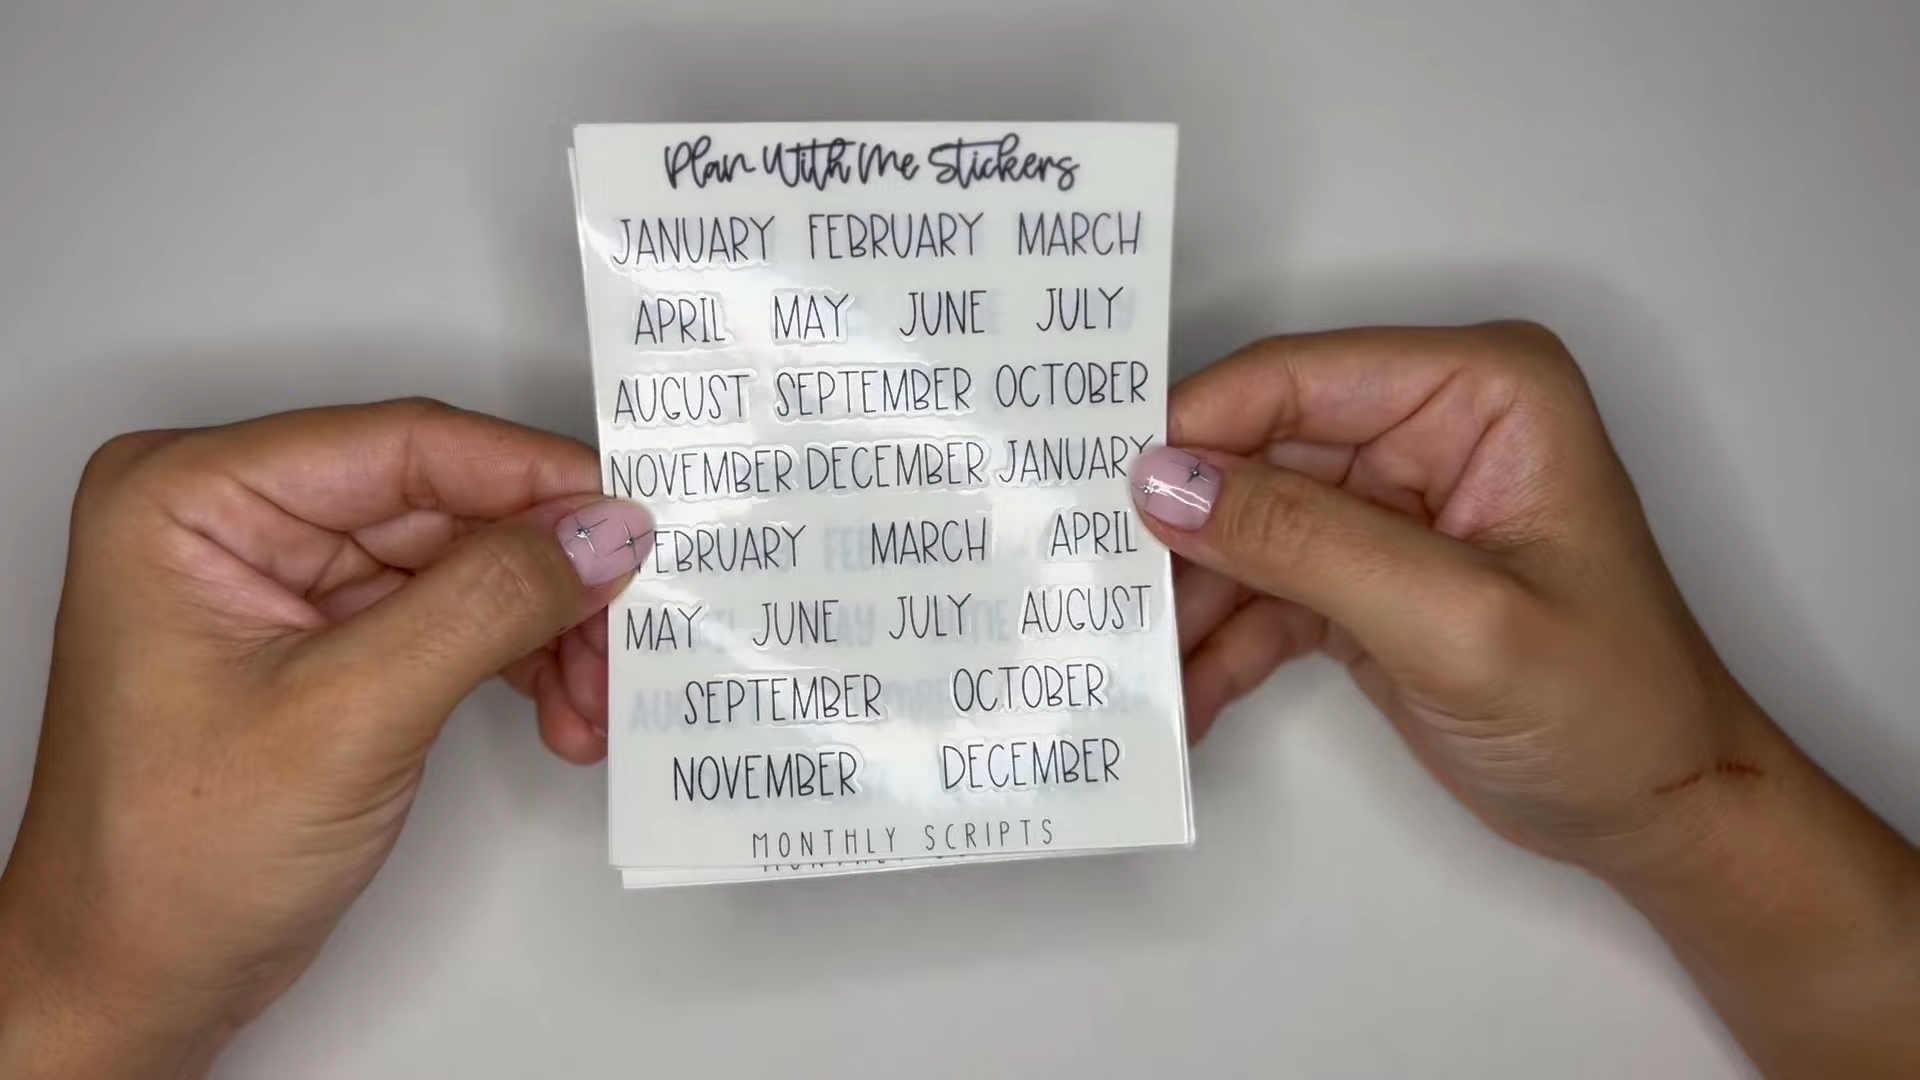 Plan With Me Stickers
JANUARY FEBRUARY MARCH
APRIL MAY JUNE JULY
AUGUST SEPTEMBER OCTOBER
NOVEMBER DECEMBER JANUARY
FEBRUARY MARCH APRIL
MAY JUNE JULY AUGUST
SEPTEMBER OCTOBER
NOVEMBER DECEMBER
MONTHLY SCRIPTS